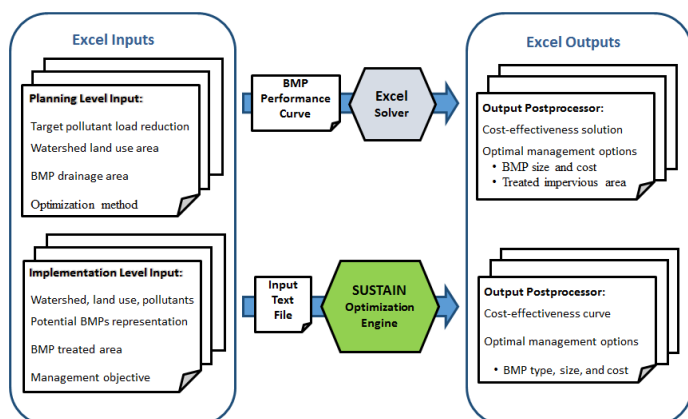 Excel Inputs
Planning Level Input:
Target pollutant load reduction
Watershed land use area
BMP drainage area
Optimization method
Implementation Level Input:
Watershed, land use, pollutants
Potential BMPs representation
BMP treated area
Management objective
BMP
Performance
Curve
Excel
Solver
Input
Text
File
SUSTAIN
Optimization
Engine
Excel Outputs
Output Postprocessor:
Cost-effectiveness solution
Optimal management options
• BMP size and cost
• Treated impervious area
Output Postprocessor:
Cost-effectiveness curve
Optimal management options
• BMP type, size, and cost